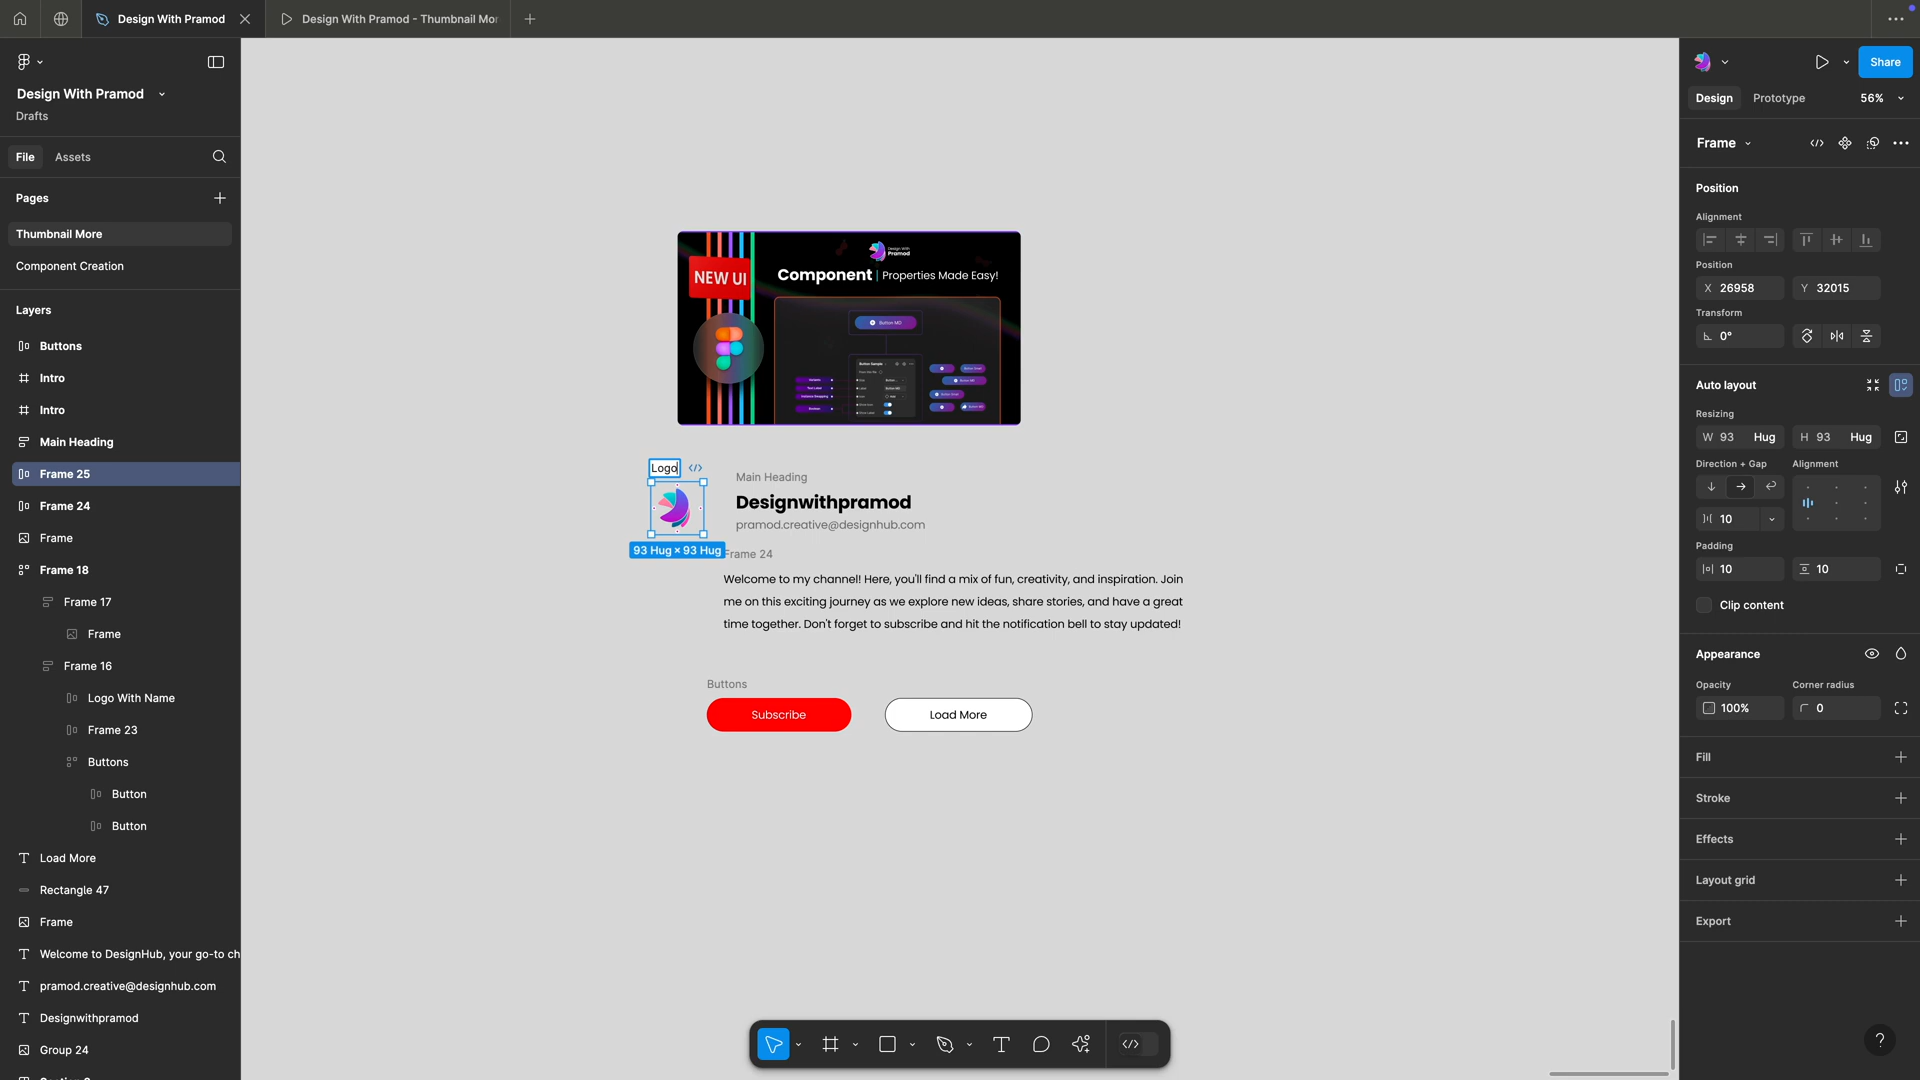 Design With Pramod
Design With Pramod - Thumbnail Mor
Design With Pramod
Drafts
File
Assets
Pages
Thumbnail More
Component Creation
Layers
Buttons
Intro
Intro
Main Heading
Frame 25
Frame 24
Frame
Frame 18
Frame 17
Frame
Frame 16
Logo With Name
Frame 23
Buttons
Button
Button
Load More
Rectangle 47
Frame
Welcome to DesignHub, your go-to ch
pramod.creative@designhub.com
Designwithpramod
Group 24
Design With
Pramod
NEW UI
Component | Properties Made Easy!
Button MD
Button Sample
Logo
Main Heading
Designwithpramod
pramod.creative@designhub.com
93 Hug × 93 Hug
Frame 24
Welcome to my channel! Here, you'll find a mix of fun, creativity, and inspiration. Join
me on this exciting journey as we explore new ideas, share stories, and have a great
time together. Don't forget to subscribe and hit the notification bell to stay updated!
Buttons
Subscribe
Load More
Share
Design
Prototype
56%
Frame
Position
Alignment
Position
X 26958
Y 32015
Transform
0°
Auto layout
Resizing
W 93 Hug
H 93 Hug
Direction + Gap
Alignment
10
Padding
10
10
Clip content
Appearance
Opacity
Corner radius
100%
0
Fill
Stroke
Effects
Layout grid
Export
?